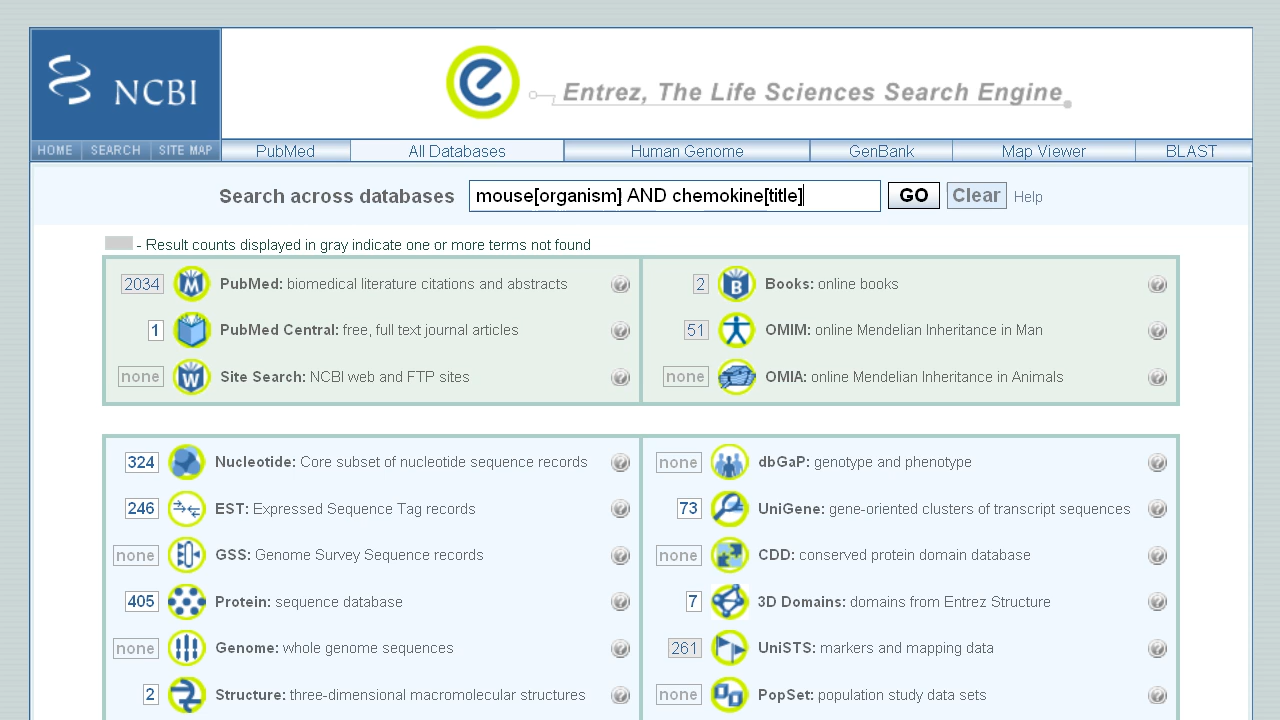 NCBI
Entrez, The Life Sciences Search Engine
HOME SEARCH SITE MAP PubMed All Databases Human Genome GenBank Map Viewer BLAST
Search across databases mouse[organism] AND chemokine[title] GO Clear Help
- Result counts displayed in gray indicate one or more terms not found
2034 PubMed: biomedical literature citations and abstracts ? 2 Books: online books ?
1 PubMed Central: free, full text journal articles ? 51 OMIM: online Mendelian Inheritance in Man ?
none Site Search: NCBI web and FTP sites ? none OMIA: online Mendelian Inheritance in Animals ?
324 Nucleotide: Core subset of nucleotide sequence records ? none dbGaP: genotype and phenotype ?
246 EST: Expressed Sequence Tag records ? 73 UniGene: gene-oriented clusters of transcript sequences ?
none GSS: Genome Survey Sequence records ? none CDD: conserved protein domain database ?
405 Protein: sequence database ? 7 3D Domains: domains from Entrez Structure ?
none Genome: whole genome sequences ? 261 UniSTS: markers and mapping data ?
2 Structure: three-dimensional macromolecular structures ? none PopSet: population study data sets ?